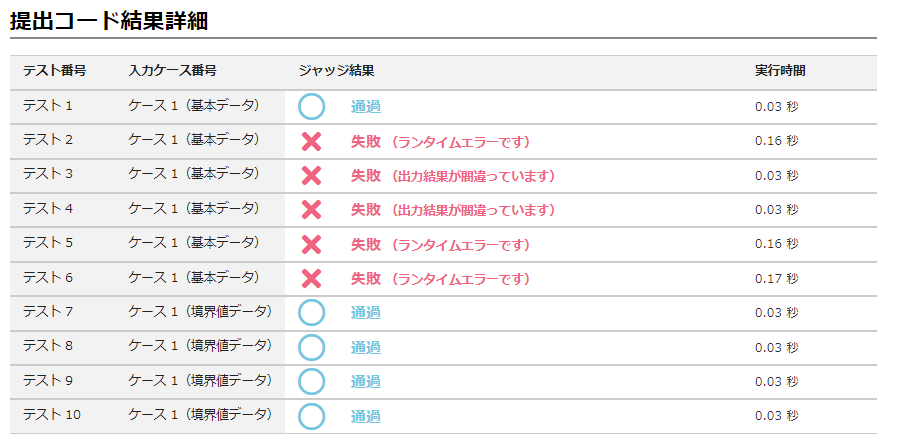 提出コード結果詳細
テスト番号 入力ケース番号 ジャッジ結果 実行時間
テスト 1 ケース 1（基本データ） 通過 0.03 秒
テスト 2 ケース 1（基本データ） 失敗 （ランタイムエラーです） 0.16 秒
テスト 3 ケース 1（基本データ） 失敗 （出力結果が間違っています） 0.03 秒
テスト 4 ケース 1（基本データ） 失敗 （出力結果が間違っています） 0.03 秒
テスト 5 ケース 1（基本データ） 失敗 （ランタイムエラーです） 0.16 秒
テスト 6 ケース 1（基本データ） 失敗 （ランタイムエラーです） 0.17 秒
テスト 7 ケース 1（境界値データ） 通過 0.03 秒
テスト 8 ケース 1（境界値データ） 通過 0.03 秒
テスト 9 ケース 1（境界値データ） 通過 0.03 秒
テスト 10 ケース 1（境界値データ） 通過 0.03 秒